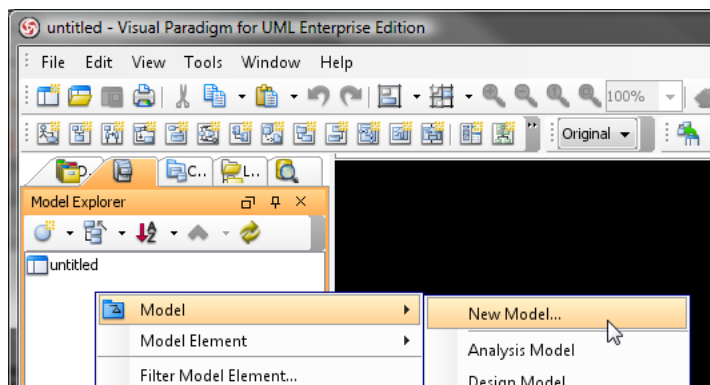 untitled - Visual Paradigm for UML Enterprise Edition
File Edit View Tools Window Help
100%
Original
D.. C.. L..
Model Explorer
untitled
Model New Model...
Model Element Analysis Model
Filter Model Element... Design Model